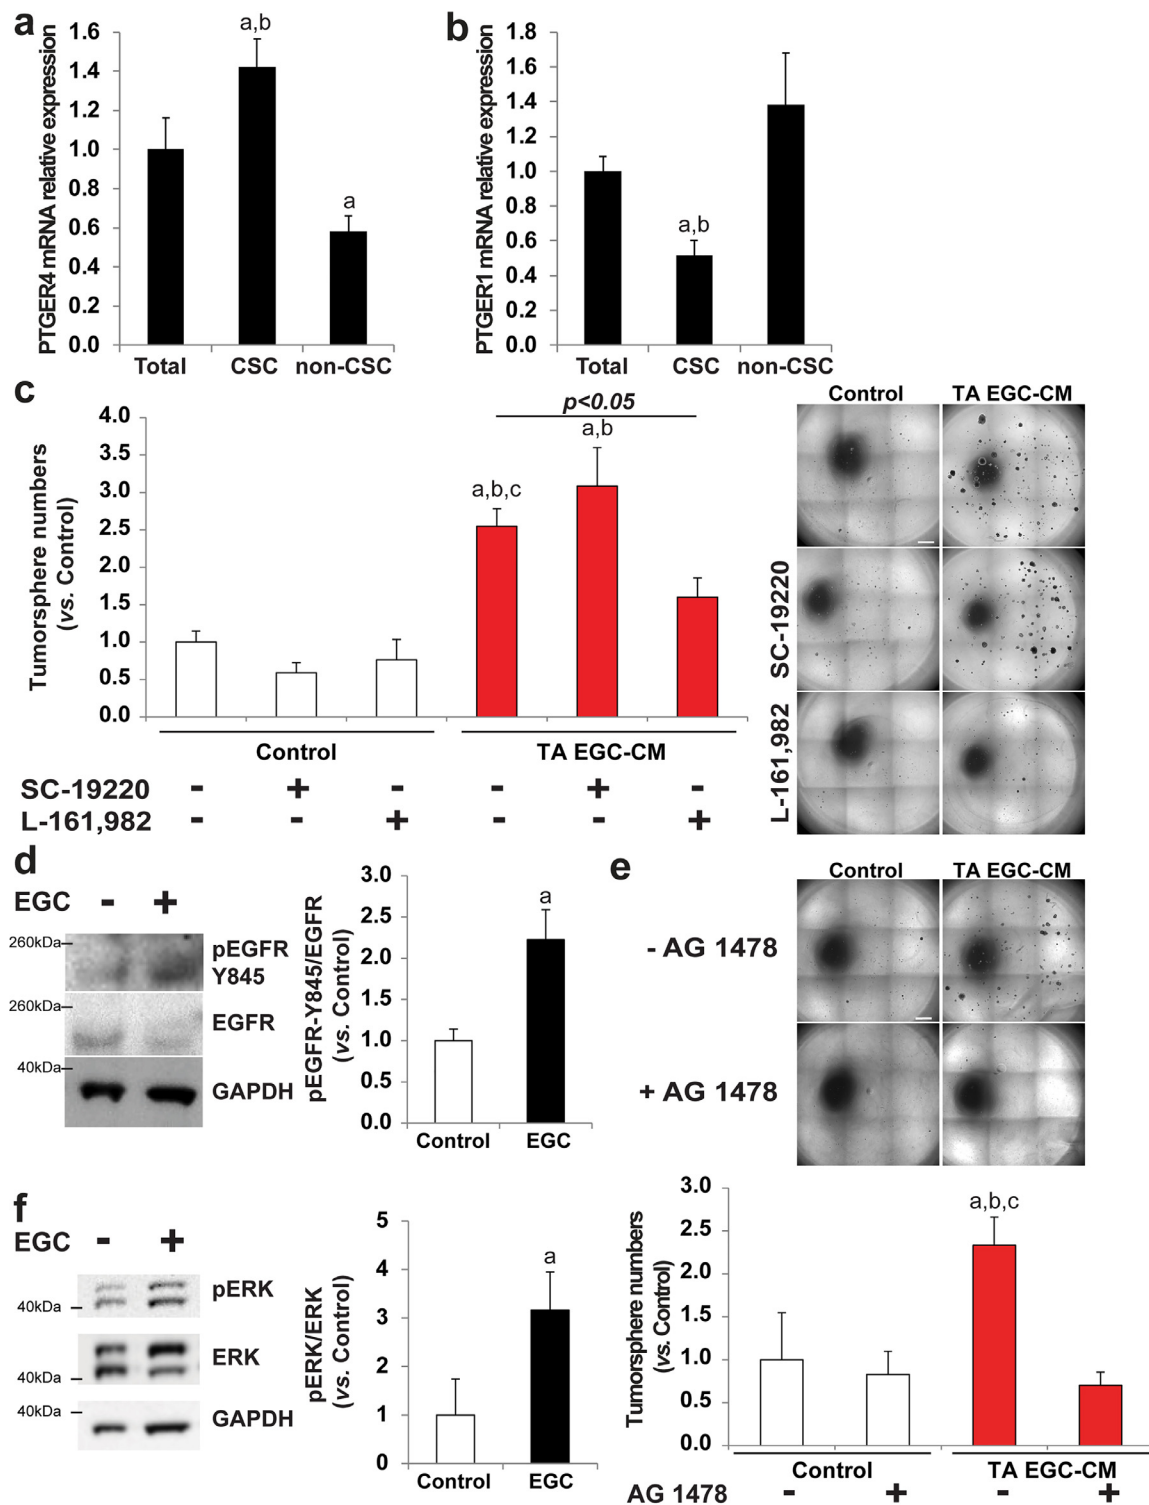 a
PTGER4 mRNA relative expression
1.6
1.4
1.2
1.0
0.8
0.6
0.4
0.2
0.0
a,b
a
Total CSC non-CSC
b
PTGER1 mRNA relative expression
1.8
1.6
1.4
1.2
1.0
0.8
0.6
0.4
0.2
0.0
a,b
Total CSC non-CSC
c
Tumorsphere numbers
(vs. Control)
4.0
3.5
3.0
2.5
2.0
1.5
1.0
0.5
0.0
p<0.05
a,b,c
a,b
Control TA EGC-CM
SC-19220 - + - - + -
L-161,982 - - + - - +
Control TA EGC-CM
SC-19220
L-161,982
d
EGC - +
260kDa
pEGFR
Y845
260kDa
EGFR
40kDa
GAPDH
pEGFR-Y845/EGFR
(vs. Control)
3.0
2.5
2.0
1.5
1.0
0.5
0.0
a
Control EGC
e
Control TA EGC-CM
- AG 1478
+ AG 1478
Tumorsphere numbers
(vs. Control)
3.0
2.5
2.0
1.5
1.0
0.5
0.0
a,b,c
Control TA EGC-CM
AG 1478 - + - +
f
EGC - +
pERK
40kDa
ERK
40kDa
40kDa
GAPDH
pERK/ERK
(vs. Control)
5
4
3
2
1
0
a
Control EGC